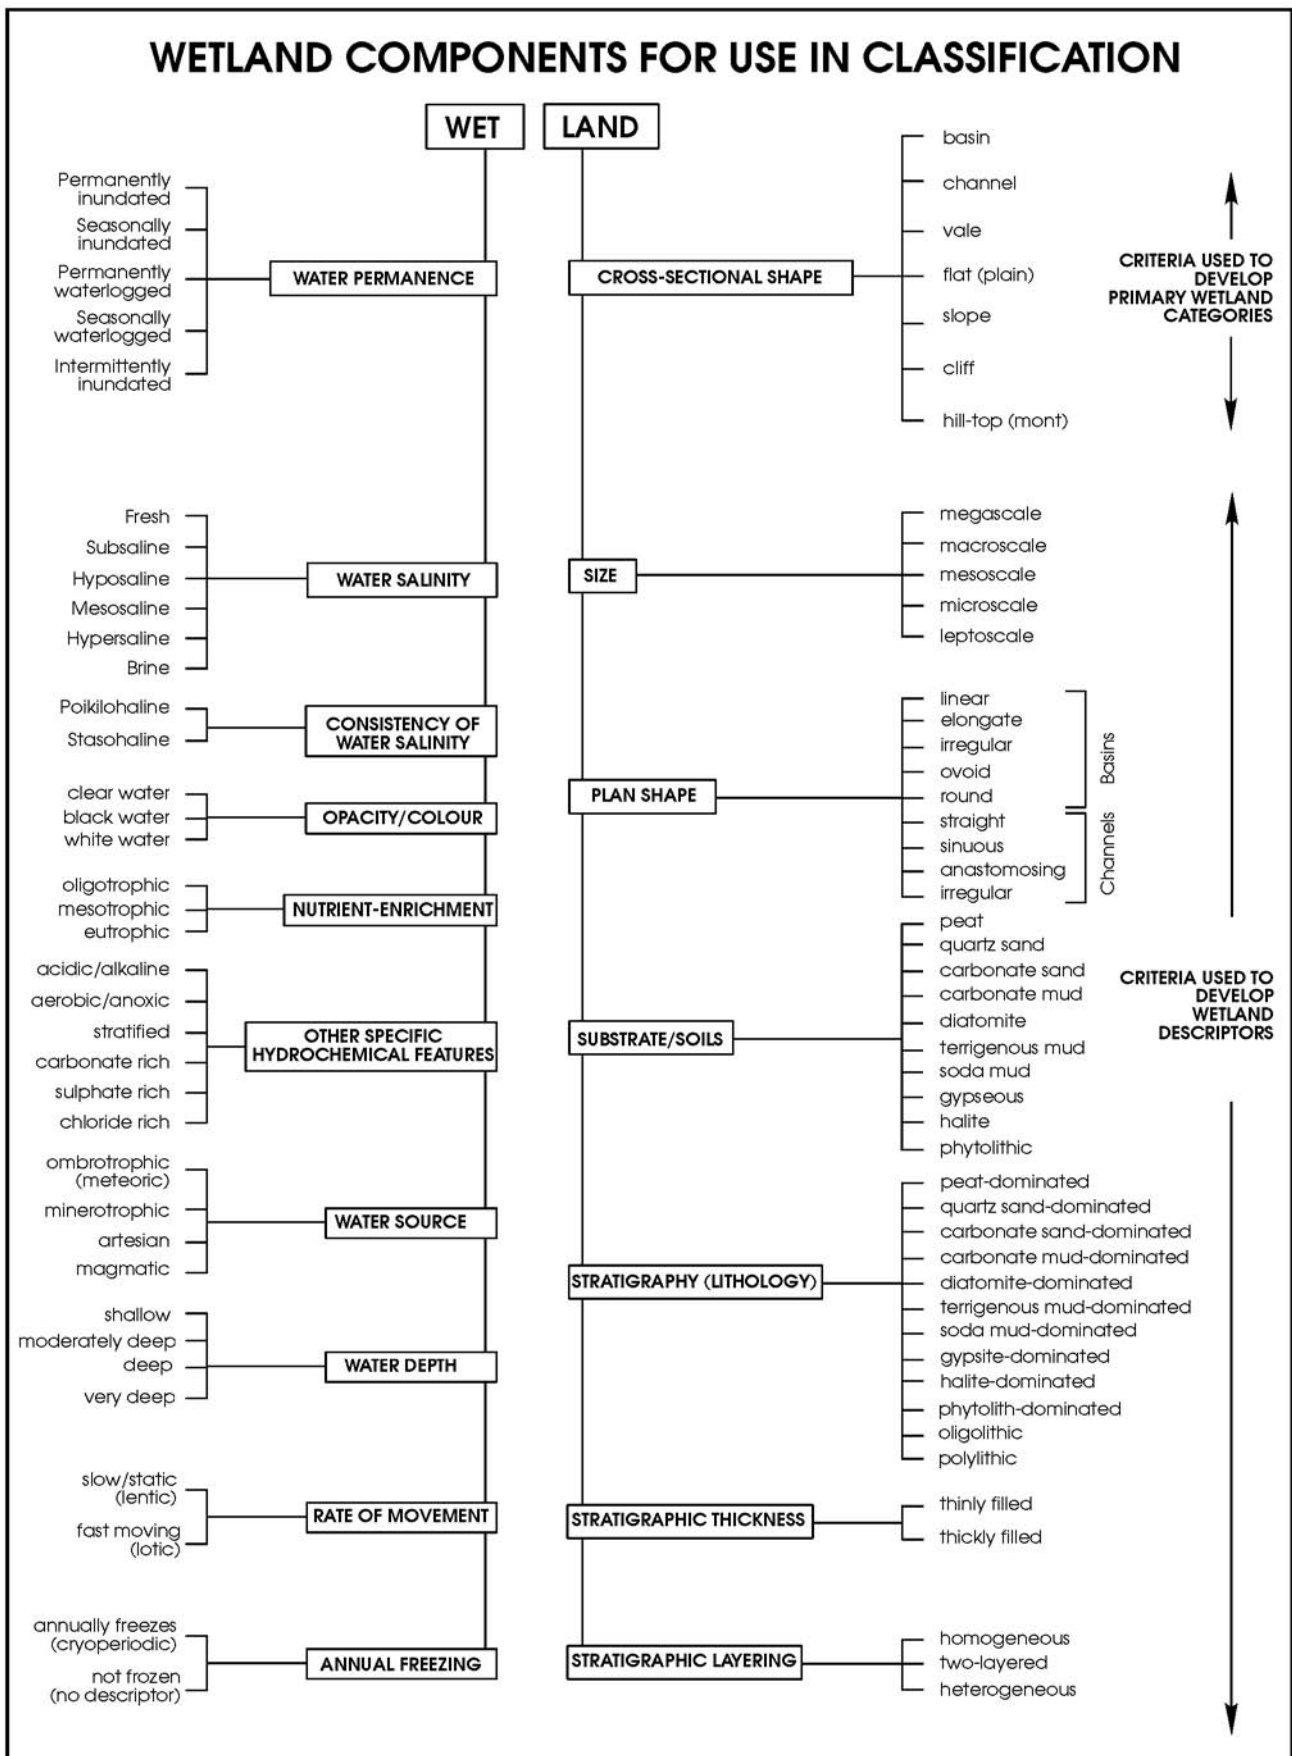 WETLAND COMPONENTS FOR USE IN CLASSIFICATION
WET
Permanently
inundated
Seasonally
inundated
Permanently
waterlogged
Seasonally
waterlogged
Intermittently
inundated
WATER PERMANENCE
Fresh
Subsaline
Hyposaline
Mesosaline
Hypersaline
Brine
WATER SALINITY
Poikilohaline
Stasohaline
CONSISTENCY OF
WATER SALINITY
clear water
black water
white water
OPACITY/COLOUR
oligotrophic
mesotrophic
eutrophic
NUTRIENT-ENRICHMENT
acidic/alkaline
aerobic/anoxic
stratified
carbonate rich
sulphate rich
chloride rich
OTHER SPECIFIC
HYDROCHEMICAL FEATURES
ombrotrophic
(meteoric)
minerotrophic
artesian
magmatic
WATER SOURCE
shallow
moderately deep
deep
very deep
WATER DEPTH
slow/static
(lentic)
fast moving
(lotic)
RATE OF MOVEMENT
annually freezes
(cryoperiodic)
not frozen
(no descriptor)
ANNUAL FREEZING
LAND
CROSS-SECTIONAL SHAPE
basin
channel
vale
flat (plain)
slope
cliff
hill-top (mont)
SIZE
megascale
macroscale
mesoscale
microscale
leptoscale
PLAN SHAPE
linear
elongate
irregular
ovoid
round
Basins
straight
sinuous
anastomosing
irregular
Channels
SUBSTRATE/SOILS
peat
quartz sand
carbonate sand
carbonate mud
diatomite
terrigenous mud
soda mud
gypseous
halite
phytolithic
STRATIGRAPHY (LITHOLOGY)
peat-dominated
quartz sand-dominated
carbonate sand-dominated
carbonate mud-dominated
diatomite-dominated
terrigenous mud-dominated
soda mud-dominated
gypsite-dominated
halite-dominated
phytolith-dominated
oligolithic
polylithic
STRATIGRAPHIC THICKNESS
thinly filled
thickly filled
STRATIGRAPHIC LAYERING
homogeneous
two-layered
heterogeneous
CRITERIA USED TO
DEVELOP
PRIMARY WETLAND
CATEGORIES
CRITERIA USED TO
DEVELOP
WETLAND
DESCRIPTORS